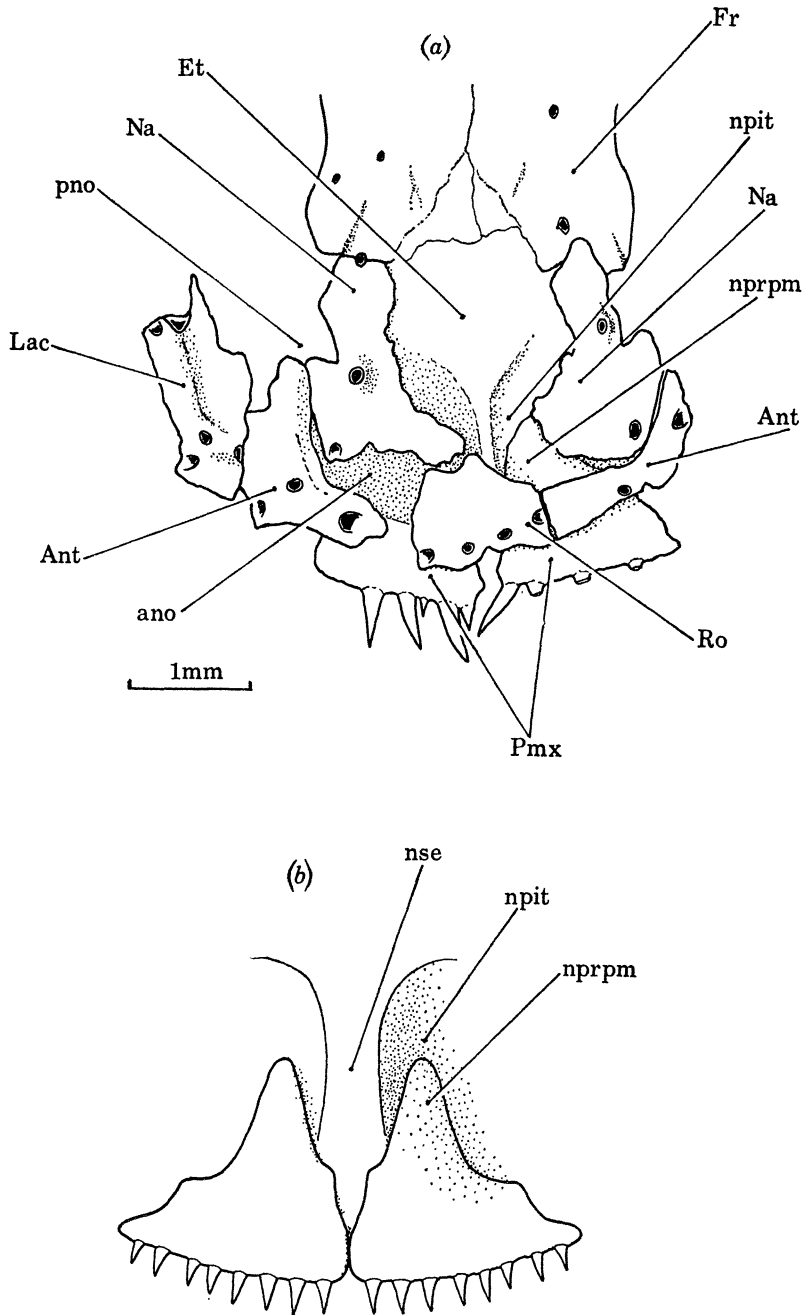 (a)
Fr
Et
npit
Na
Na
pno
nprpm
Lac
Ant
Ant
ano
Ro
1mm
Pmx
(b)
nse
npit
nprpm